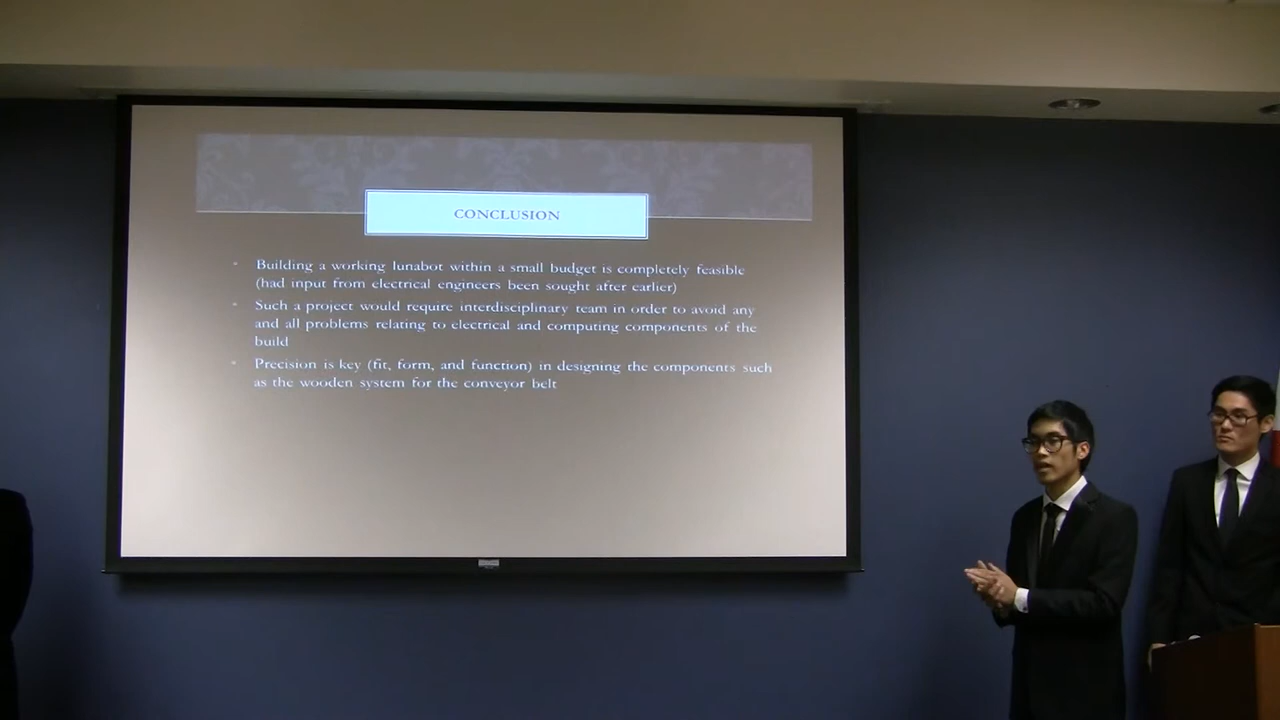 CONCLUSION
Building a working lunabot within a small budget is completely feasible
(had input from electrical engineers been sought after earlier)
Such a project would require interdisciplinary team in order to avoid any
and all problems relating to electrical and computing components of the
build
Precision is key (fit, form, and function) in designing the components such
as the wooden system for the conveyor belt